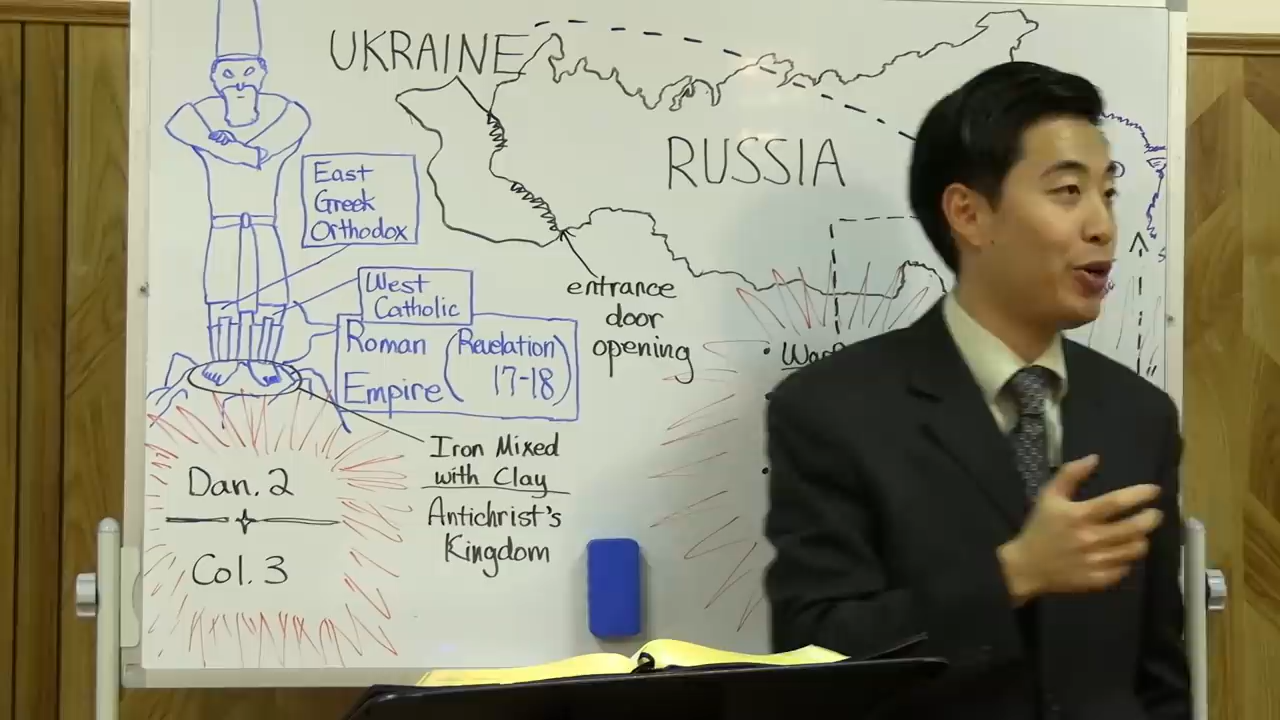 UKRAINE
RUSSIA
East
Greek
Orthodox
West
Catholic
Roman
Empire
(Revelation
17-18)
entrance
door
opening
Iron Mixed
with Clay
Antichrist's
Kingdom
Dan. 2
Col. 3